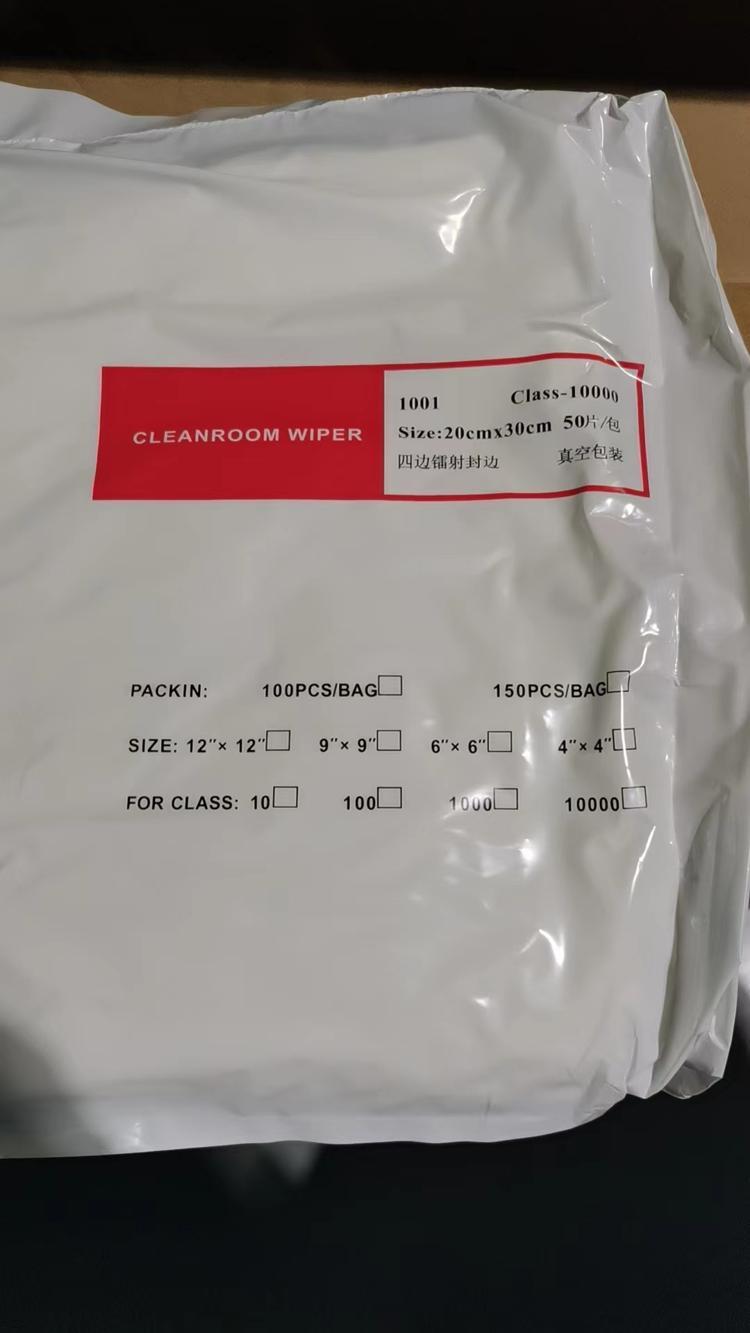 CLEANROOM WIPER
1001 Class-10000
Size:20cmx30cm 50片/包
四边镭射封边 真空包装
PACKIN: 100PCS/BAG□ 150PCS/BAG□
SIZE: 12"× 12"□ 9"× 9"□ 6"× 6"□ 4"× 4"□
FOR CLASS: 10□ 100□ 1000□ 10000□